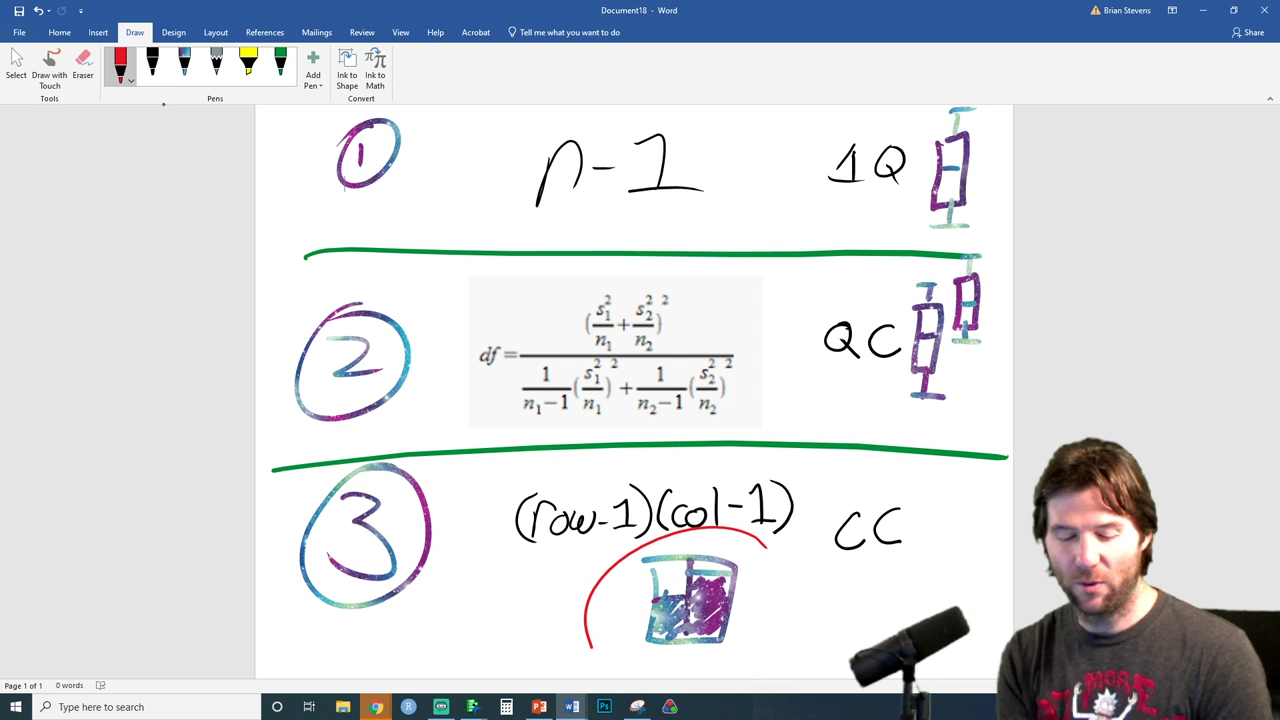 Document18 - Word
Brian Stevens
File Home Insert Draw Design Layout References Mailings Review View Help Acrobat Tell me what you want to do Share
Select Draw with Touch Eraser Add Pen Ink to Shape Ink to Math
Tools Pens Convert
1 n-1 1Q
2 df = (s₁²/n₁ + s₂²/n₂)² / (1/(n₁−1) (s₁²/n₁)² + 1/(n₂−1) (s₂²/n₂)²) QC
3 (row-1)(col-1) CC
MORE
Page 1 of 1 0 words
Type here to search